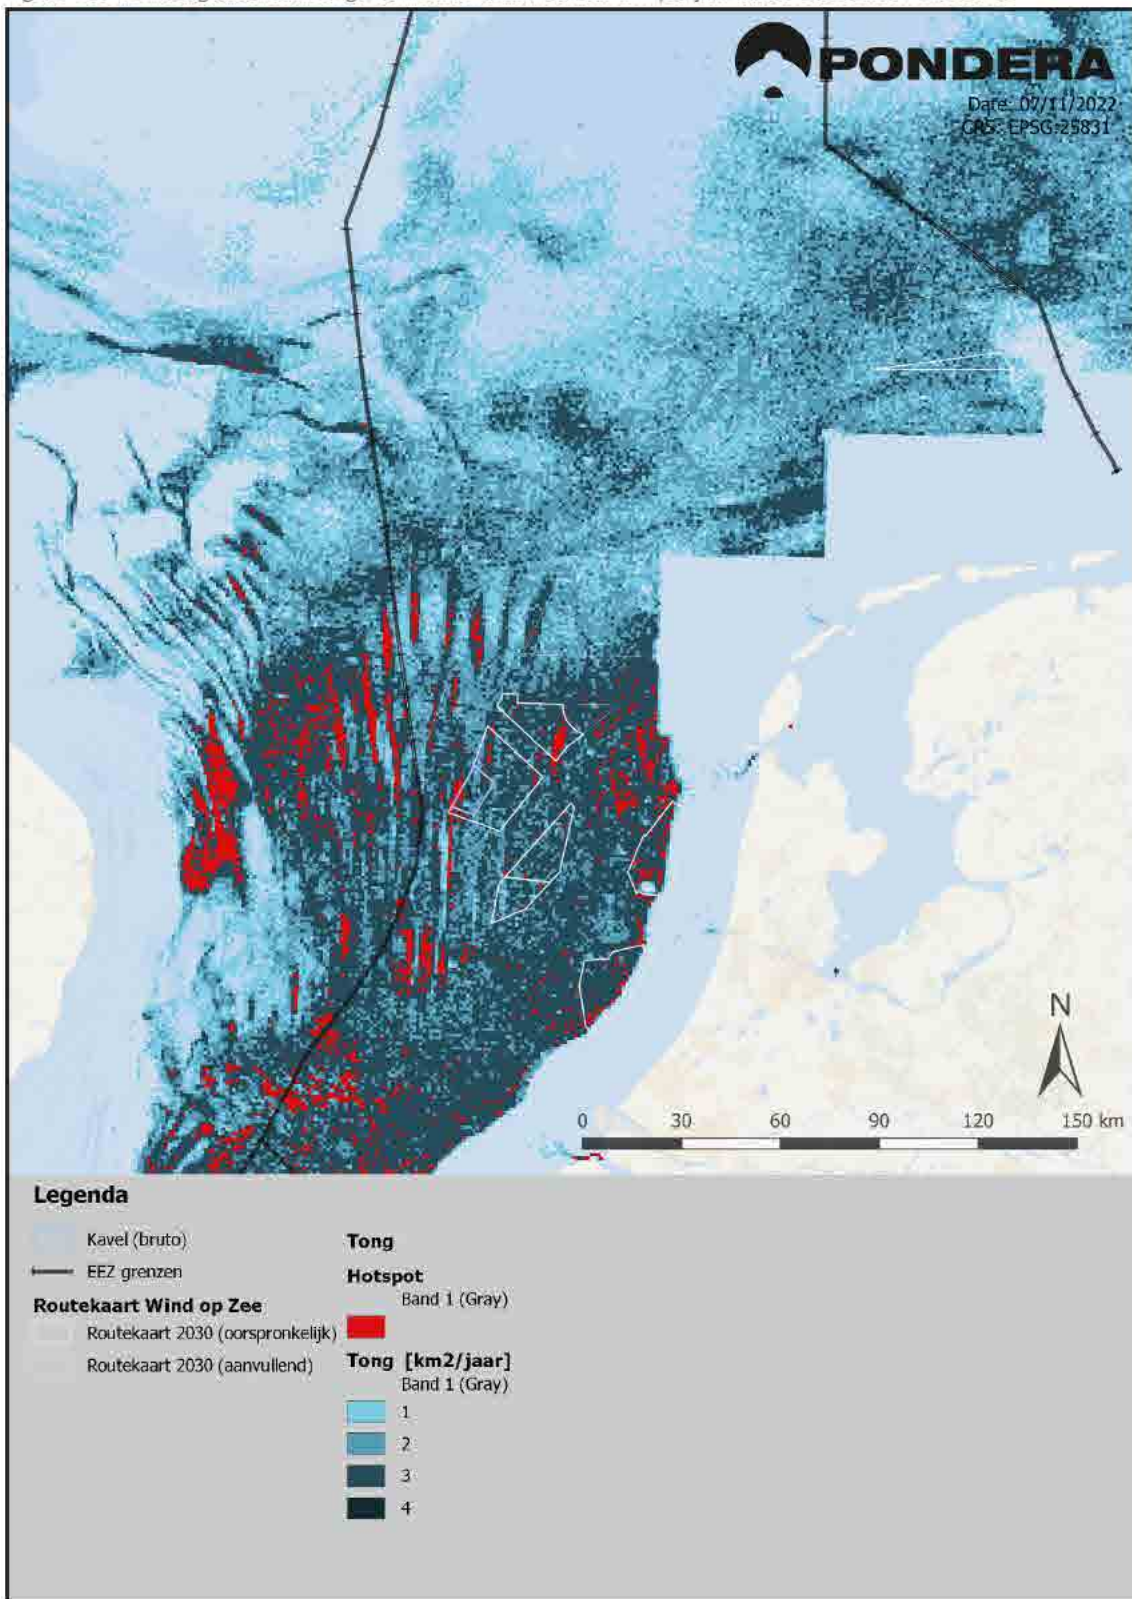 PONDERA
Date: 07/11/2022
CRS: EPSG:25831
N
0 30 60 90 120 150 km
Legenda
Kavel (bruto)
EEZ grenzen
Routekaart Wind op Zee
Routekaart 2030 (oorspronkelijk)
Routekaart 2030 (aanvullend)
Tong
Hotspot
Band 1 (Gray)
Tong [km2/jaar]
Band 1 (Gray)
1
2
3
4